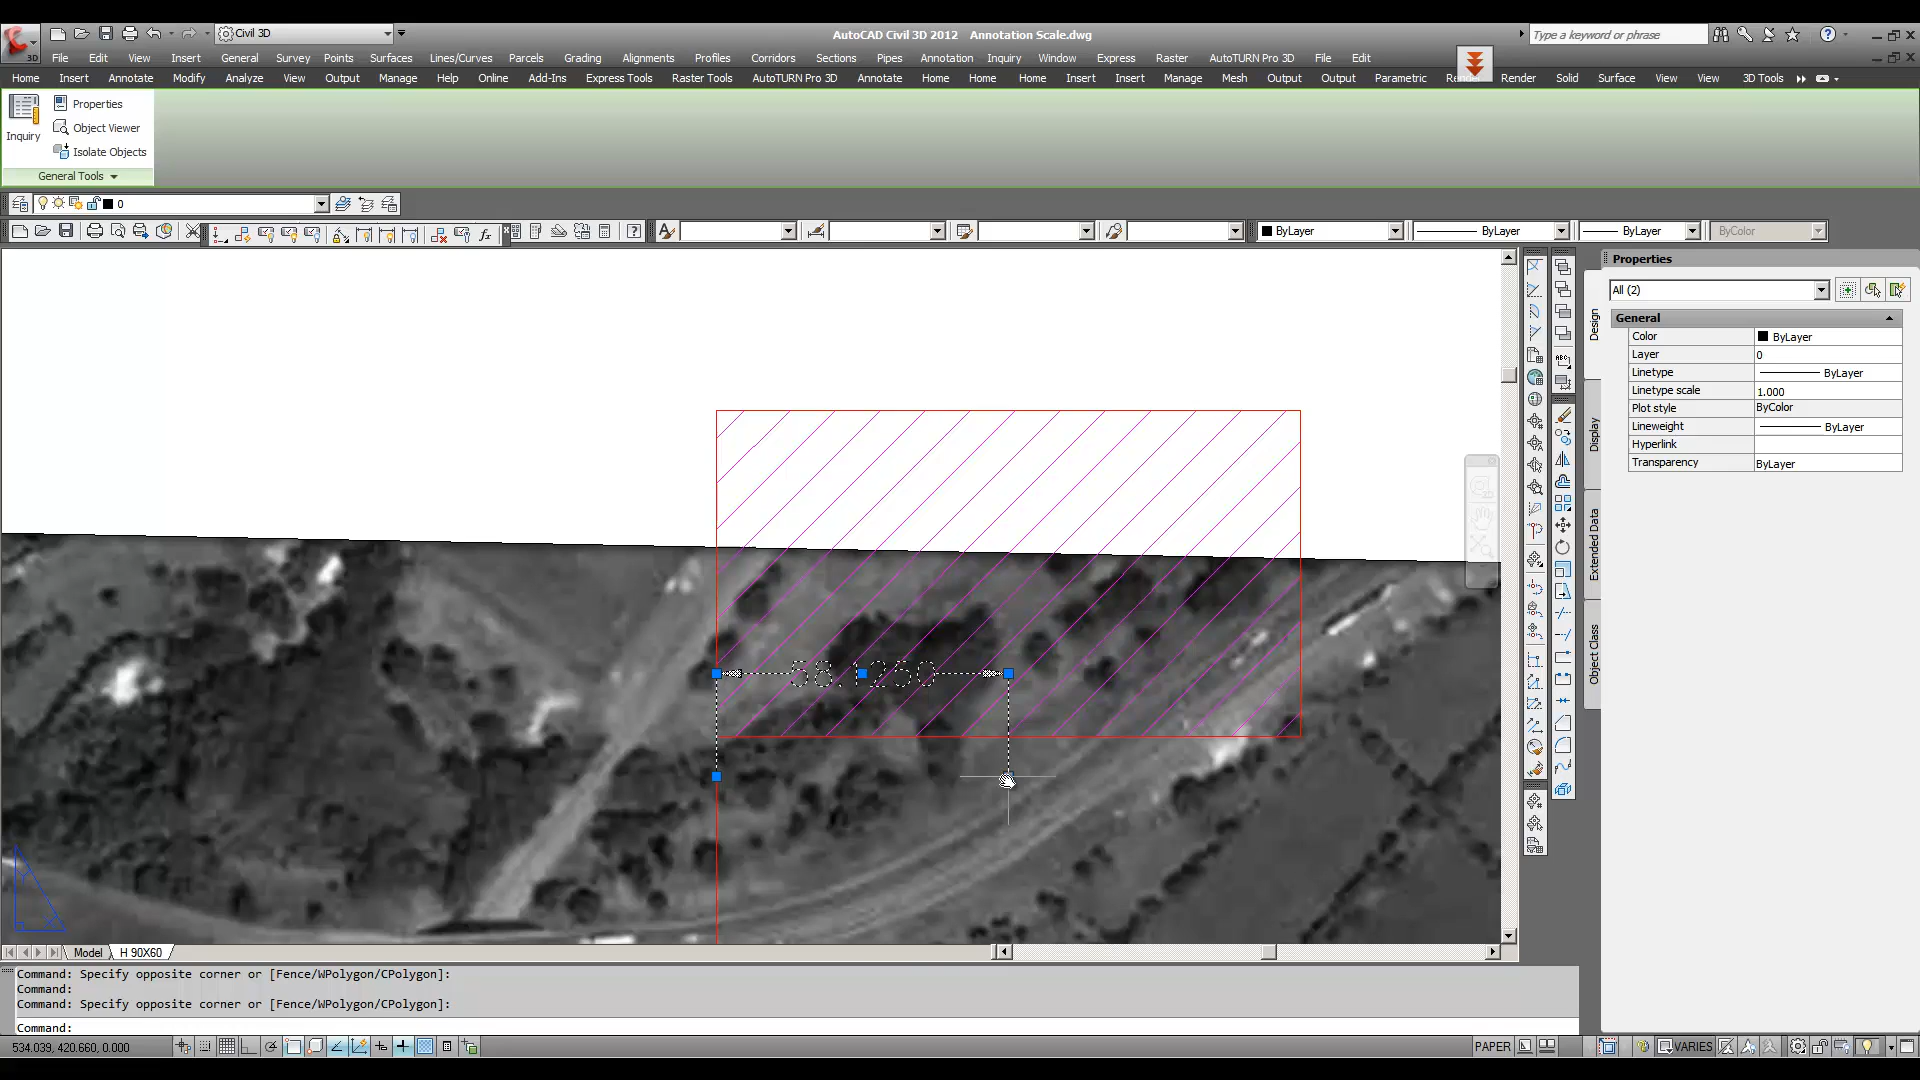 Civil 3D
AutoCAD Civil 3D 2012 Annotation Scale.dwg
Type a keyword or phrase
3D File Edit View Insert General Survey Points Surfaces Lines/Curves Parcels Grading Alignments Profiles Corridors Sections Pipes Annotation Inquiry Window Express Raster AutoTURN Pro 3D File Edit
Home Insert Annotate Modify Analyze View Output Manage Help Online Add-Ins Express Tools Raster Tools AutoTURN Pro 3D Annotate Home Home Home Insert Insert Manage Mesh Output Output Parametric Render Render Solid Surface View View 3D Tools
Inquiry
Properties
Object Viewer
Isolate Objects
General Tools
0
ByLayer ByLayer ByLayer ByColor
Properties
All (2)
General
Color ByLayer
Layer 0
Linetype ByLayer
Linetype scale 1.000
Plot style ByColor
Lineweight ByLayer
Hyperlink
Transparency ByLayer
Design
Display
Extended Data
Object Class
58.1250
Model H 90X60
Command: Specify opposite corner or [Fence/WPolygon/CPolygon]:
Command:
Command: Specify opposite corner or [Fence/WPolygon/CPolygon]:
Command:
534.039, 420.660, 0.000
PAPER
VARIES